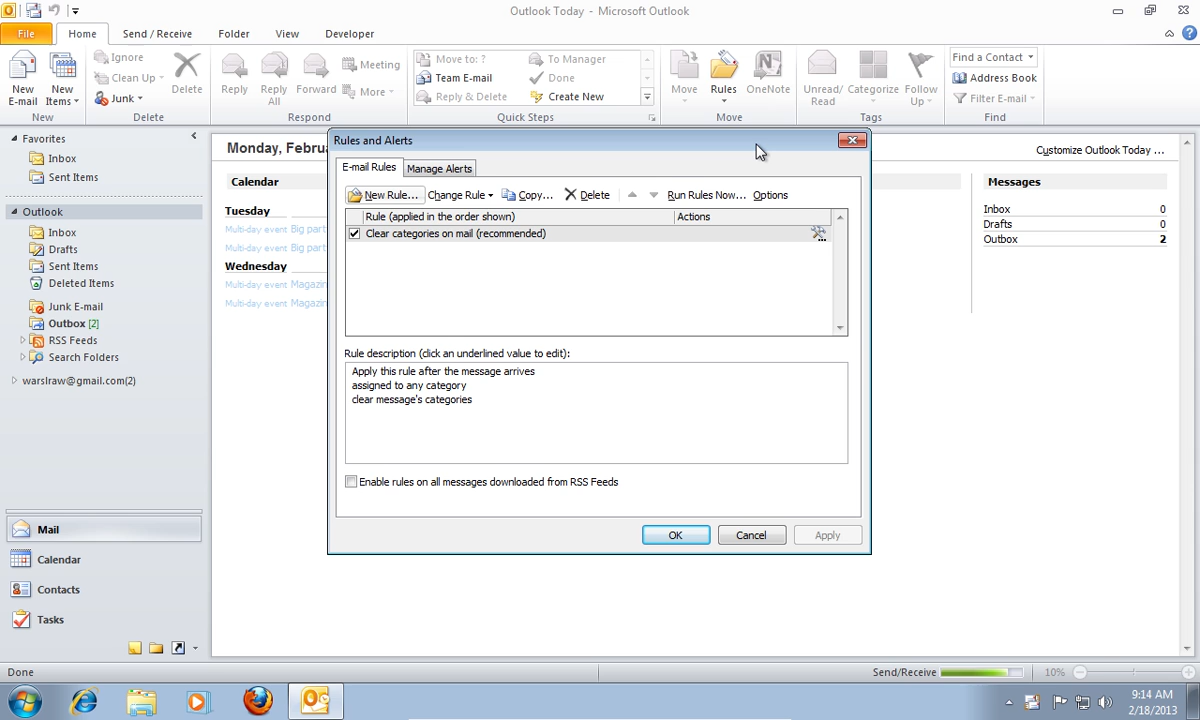 Outlook Today - Microsoft Outlook
File Home Send / Receive Folder View Developer
Ignore
Clean Up
Junk
New E-mail
New Items
Delete
Reply
Reply All
Forward
Meeting
More
Move to: ?
Team E-mail
Reply & Delete
To Manager
Done
Create New
Move
Rules
OneNote
Unread/ Read
Categorize
Follow Up
Find a Contact
Address Book
Filter E-mail
New Delete Respond Quick Steps Move Tags Find
Favorites
Inbox
Sent Items
Outlook
Inbox
Drafts
Sent Items
Deleted Items
Junk E-mail
Outbox [2]
RSS Feeds
Search Folders
warslraw@gmail.com(2)
Mail
Calendar
Contacts
Tasks
Monday, Febru
Customize Outlook Today ...
Calendar
Tuesday
Multi-day event Big part
Multi-day event Big part
Wednesday
Multi-day event Magazin
Multi-day event Magazin
Messages
Inbox 0
Drafts 0
Outbox 2
Rules and Alerts
E-mail Rules Manage Alerts
New Rule... Change Rule Copy... Delete Run Rules Now... Options
Rule (applied in the order shown) Actions
Clear categories on mail (recommended)
Rule description (click an underlined value to edit):
Apply this rule after the message arrives
assigned to any category
clear message's categories
Enable rules on all messages downloaded from RSS Feeds
OK Cancel Apply
Done Send/Receive 10%
9:14 AM
2/18/2013